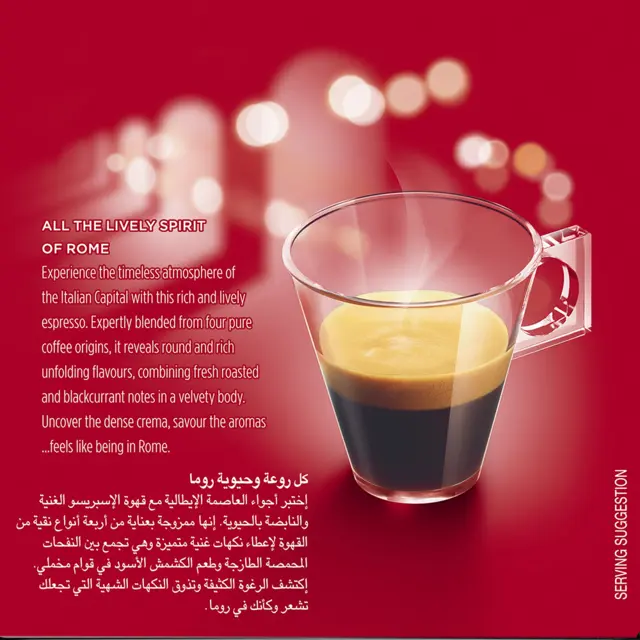 ALL THE LIVELY SPIRIT
OF ROME
Experience the timeless atmosphere of
the Italian Capital with this rich and lively
espresso. Expertly blended from four pure
coffee origins, it reveals round and rich
unfolding flavours, combining fresh roasted
and blackcurrant notes in a velvety body.
Uncover the dense crema, savour the aromas
...feels like being in Rome.
كل روعة وحيوية روما
إختبر أجواء العاصمة الإيطالية مع قهوة الإسبريسو الغنية
والنابضة بالحيوية. إنها ممزوجة بعناية من أربعة أنواع نقية من
القهوة لإعطاء نكهات غنية متميزة وهي تجمع بين النفحات
المحمصة الطازجة وطعم الكشمش الأسود في قوام مخملي.
إكتشف الرغوة الكثيفة وتذوق النكهات الشهية التي تجعلك
تشعر وكأنك في روما.
SERVING SUGGESTION